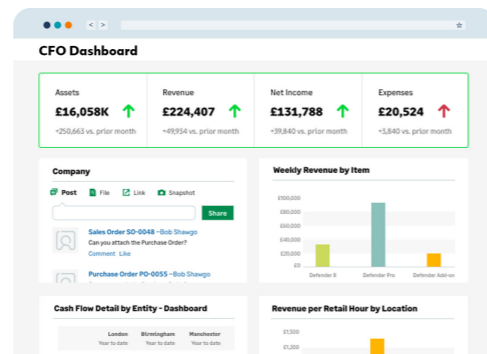 CFO Dashboard
Assets
£16,058K
+250,663 vs. prior month
Revenue
£224,407
+49,934 vs. prior month
Net Income
£131,788
+39,840 vs. prior month
Expenses
£20,524
+3,840 vs. prior month
Company
Post File Link Snapshot
Share
Sales Order SO-0048 –Bob Shawgo
Can you attach the Purchase Order?
Comment Like
Purchase Order PO-0055 –Bob Shawgo
Weekly Revenue by Item
£100,000
£80,000
£60,000
£40,000
£20,000
£0
Defender 8 Defender Pro Defender Add-on
Cash Flow Detail by Entity - Dashboard
London Birmingham Manchester
Year to date Year to date Year to date
Revenue per Retail Hour by Location
£1,500
£1,200